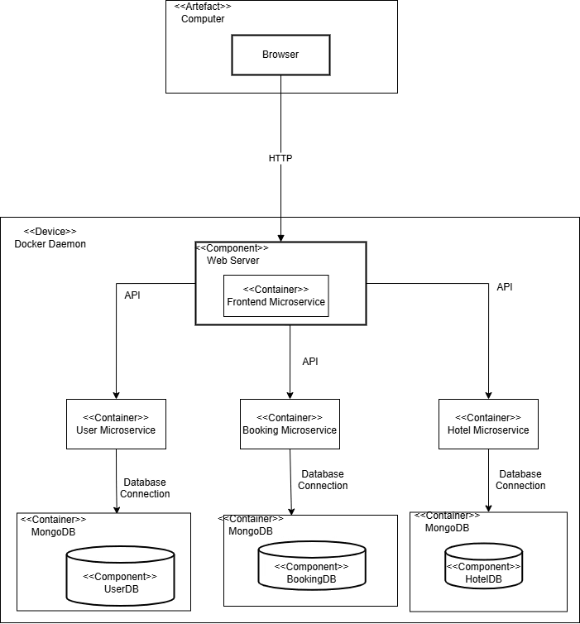 <<Artefact>>
Computer
Browser
HTTP
<<Device>>
Docker Daemon
<<Component>>
Web Server
<<Container>>
Frontend Microservice
API
API
API
<<Container>>
User Microservice
<<Container>>
Booking Microservice
<<Container>>
Hotel Microservice
Database
Connection
Database
Connection
Database
Connection
<<Container>>
MongoDB
<<Component>>
UserDB
<<Container>>
MongoDB
<<Component>>
BookingDB
<<Container>>
MongoDB
<<Component>>
HotelDB